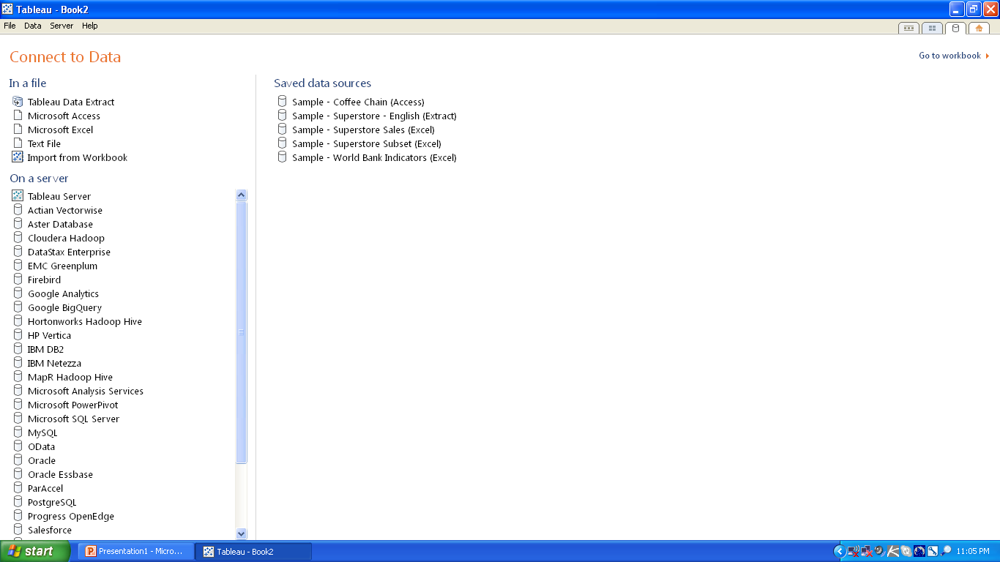 Tableau - Book2
File Data Server Help
Connect to Data
Go to workbook
In a file
Tableau Data Extract
Microsoft Access
Microsoft Excel
Text File
Import from Workbook
On a server
Tableau Server
Actian Vectorwise
Aster Database
Cloudera Hadoop
DataStax Enterprise
EMC Greenplum
Firebird
Google Analytics
Google BigQuery
Hortonworks Hadoop Hive
HP Vertica
IBM DB2
IBM Netezza
MapR Hadoop Hive
Microsoft Analysis Services
Microsoft PowerPivot
Microsoft SQL Server
MySQL
OData
Oracle
Oracle Essbase
ParAccel
PostgreSQL
Progress OpenEdge
Salesforce
Saved data sources
Sample - Coffee Chain (Access)
Sample - Superstore - English (Extract)
Sample - Superstore Sales (Excel)
Sample - Superstore Subset (Excel)
Sample - World Bank Indicators (Excel)
start
Presentation1 - Micro...
Tableau - Book2
11:05 PM